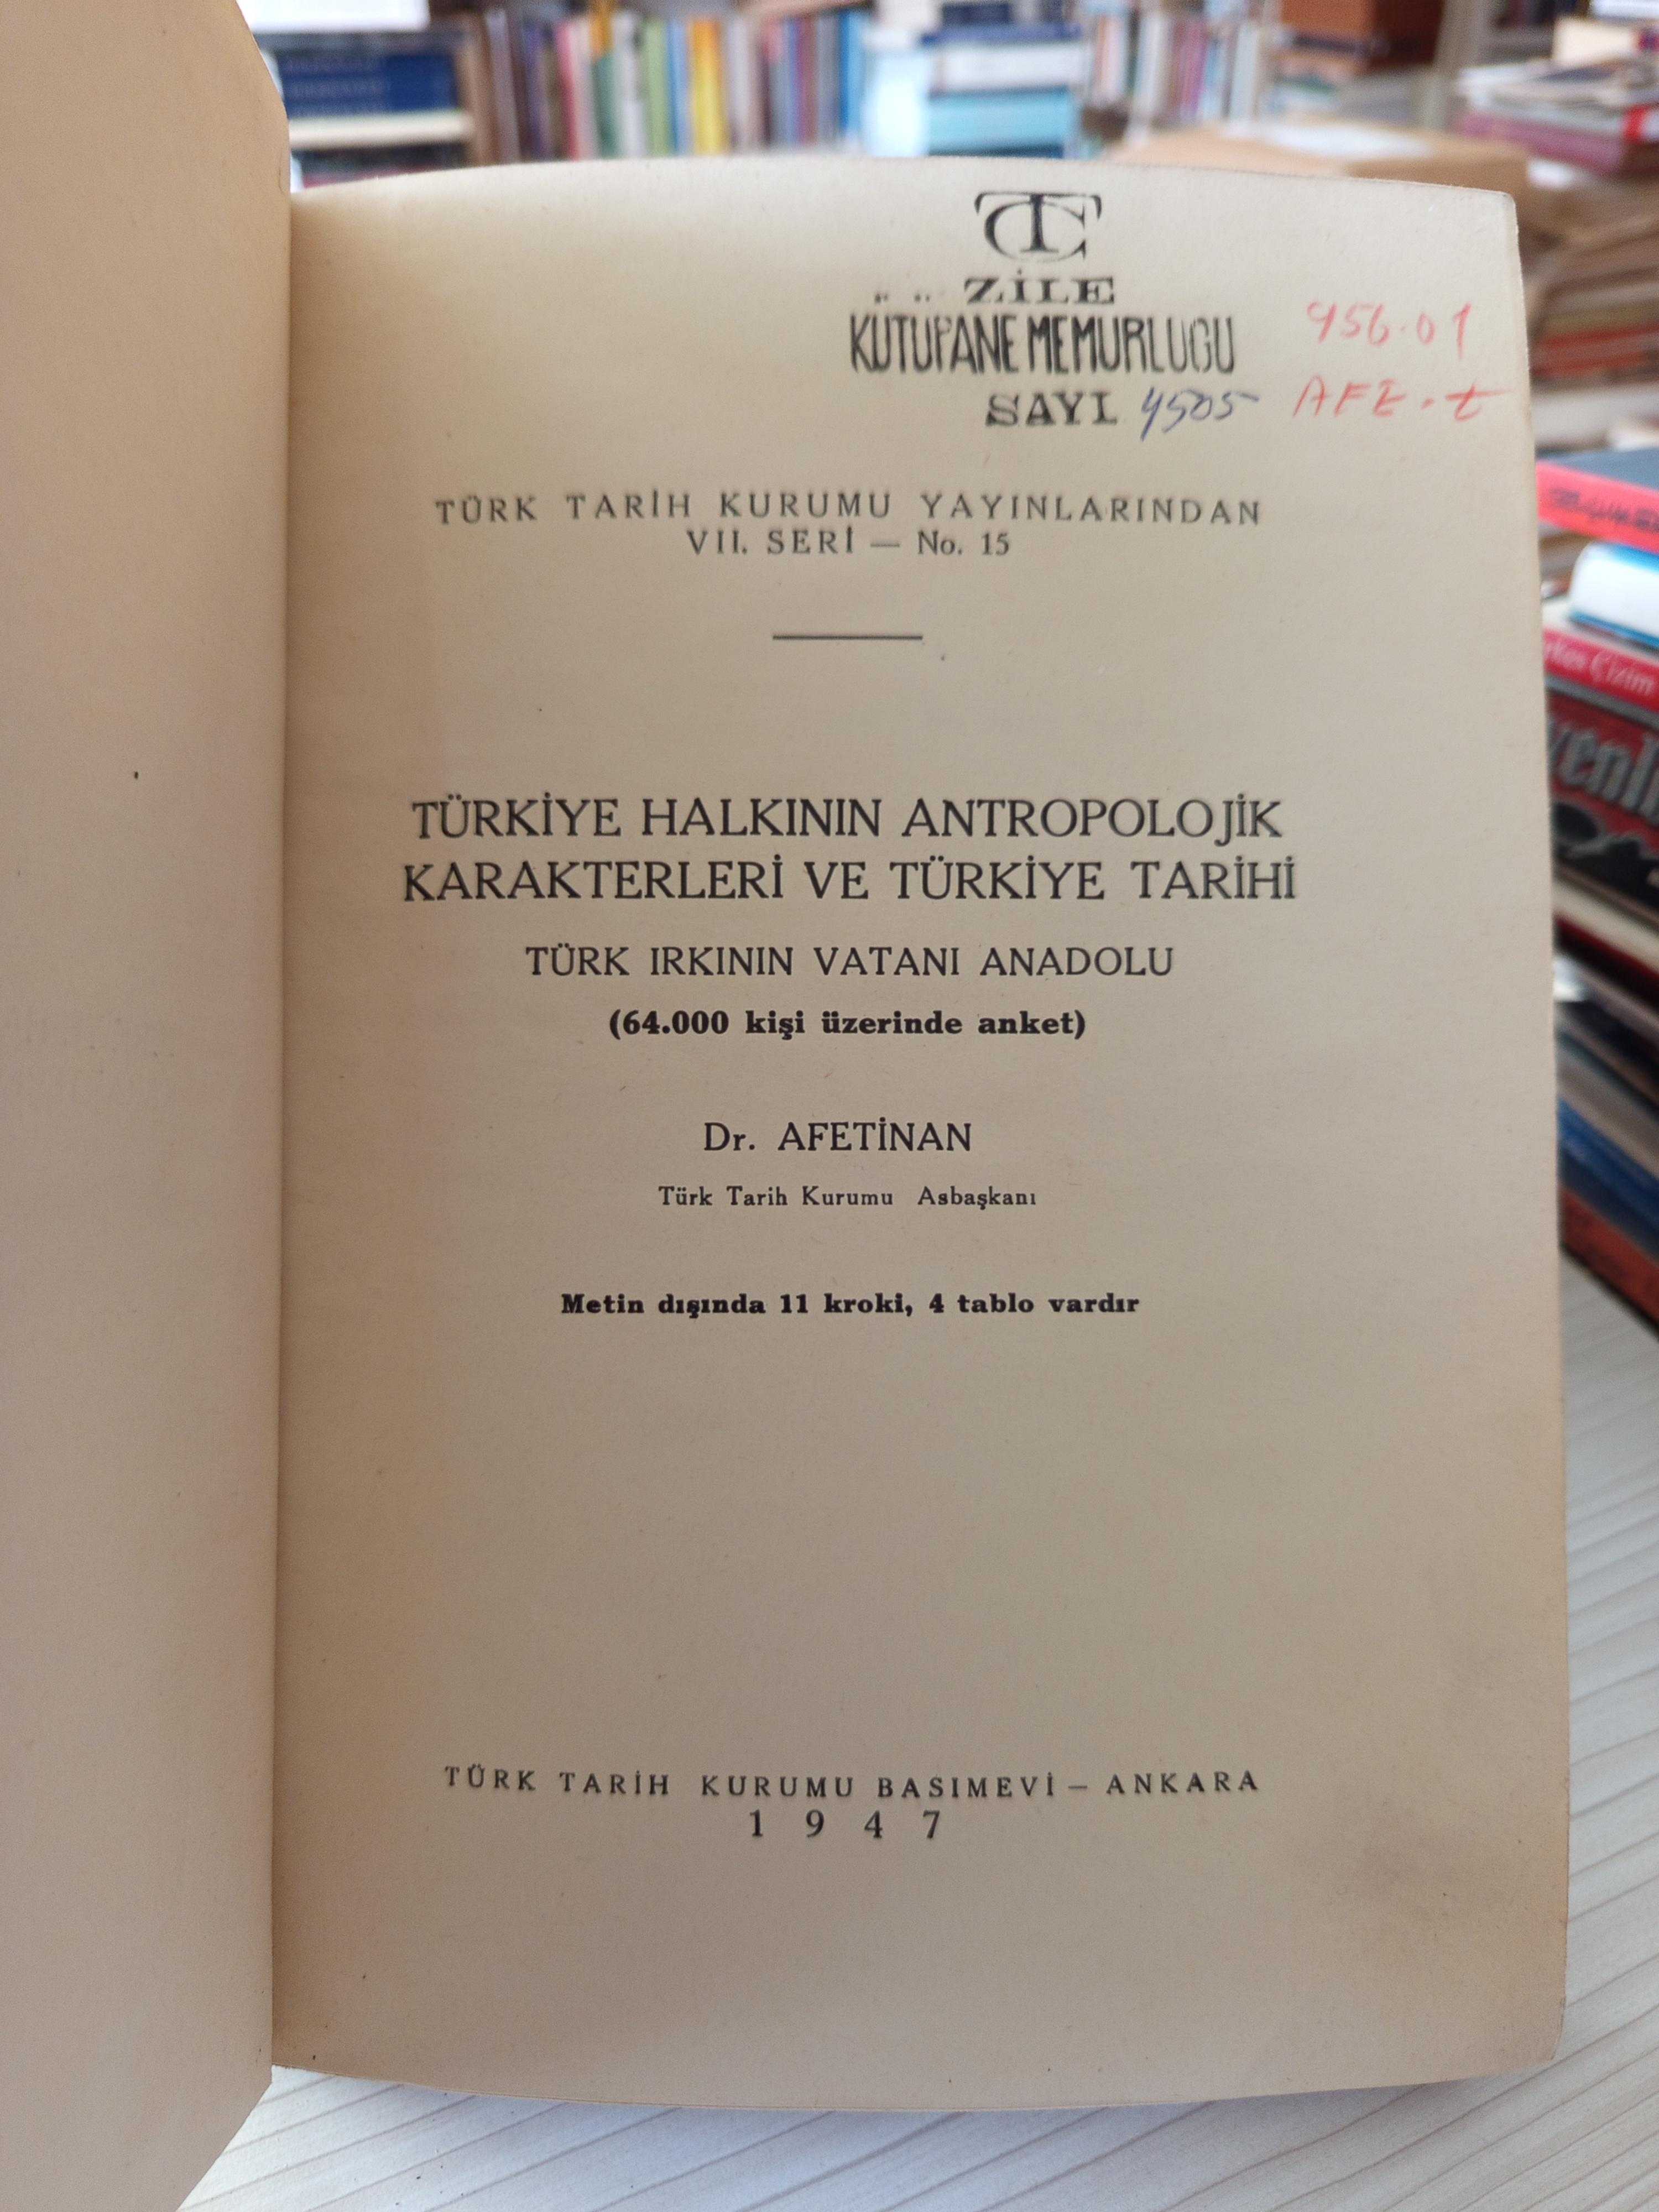 TC
ZİLE
KÜTÜPANE MEMURLUGU
SAYI 4505
956.01
AFE.t
TÜRK TARİH KURUMU YAYINLARINDAN
VII. SERİ — No. 15
TÜRKİYE HALKININ ANTROPOLOJİK
KARAKTERLERİ VE TÜRKİYE TARİHİ
TÜRK IRKININ VATANI ANADOLU
(64.000 kişi üzerinde anket)
Dr. AFETİNAN
Türk Tarih Kurumu Asbaşkanı
Metin dışında 11 kroki, 4 tablo vardır
TÜRK TARİH KURUMU BASIMEVİ — ANKARA
1947
Çizim